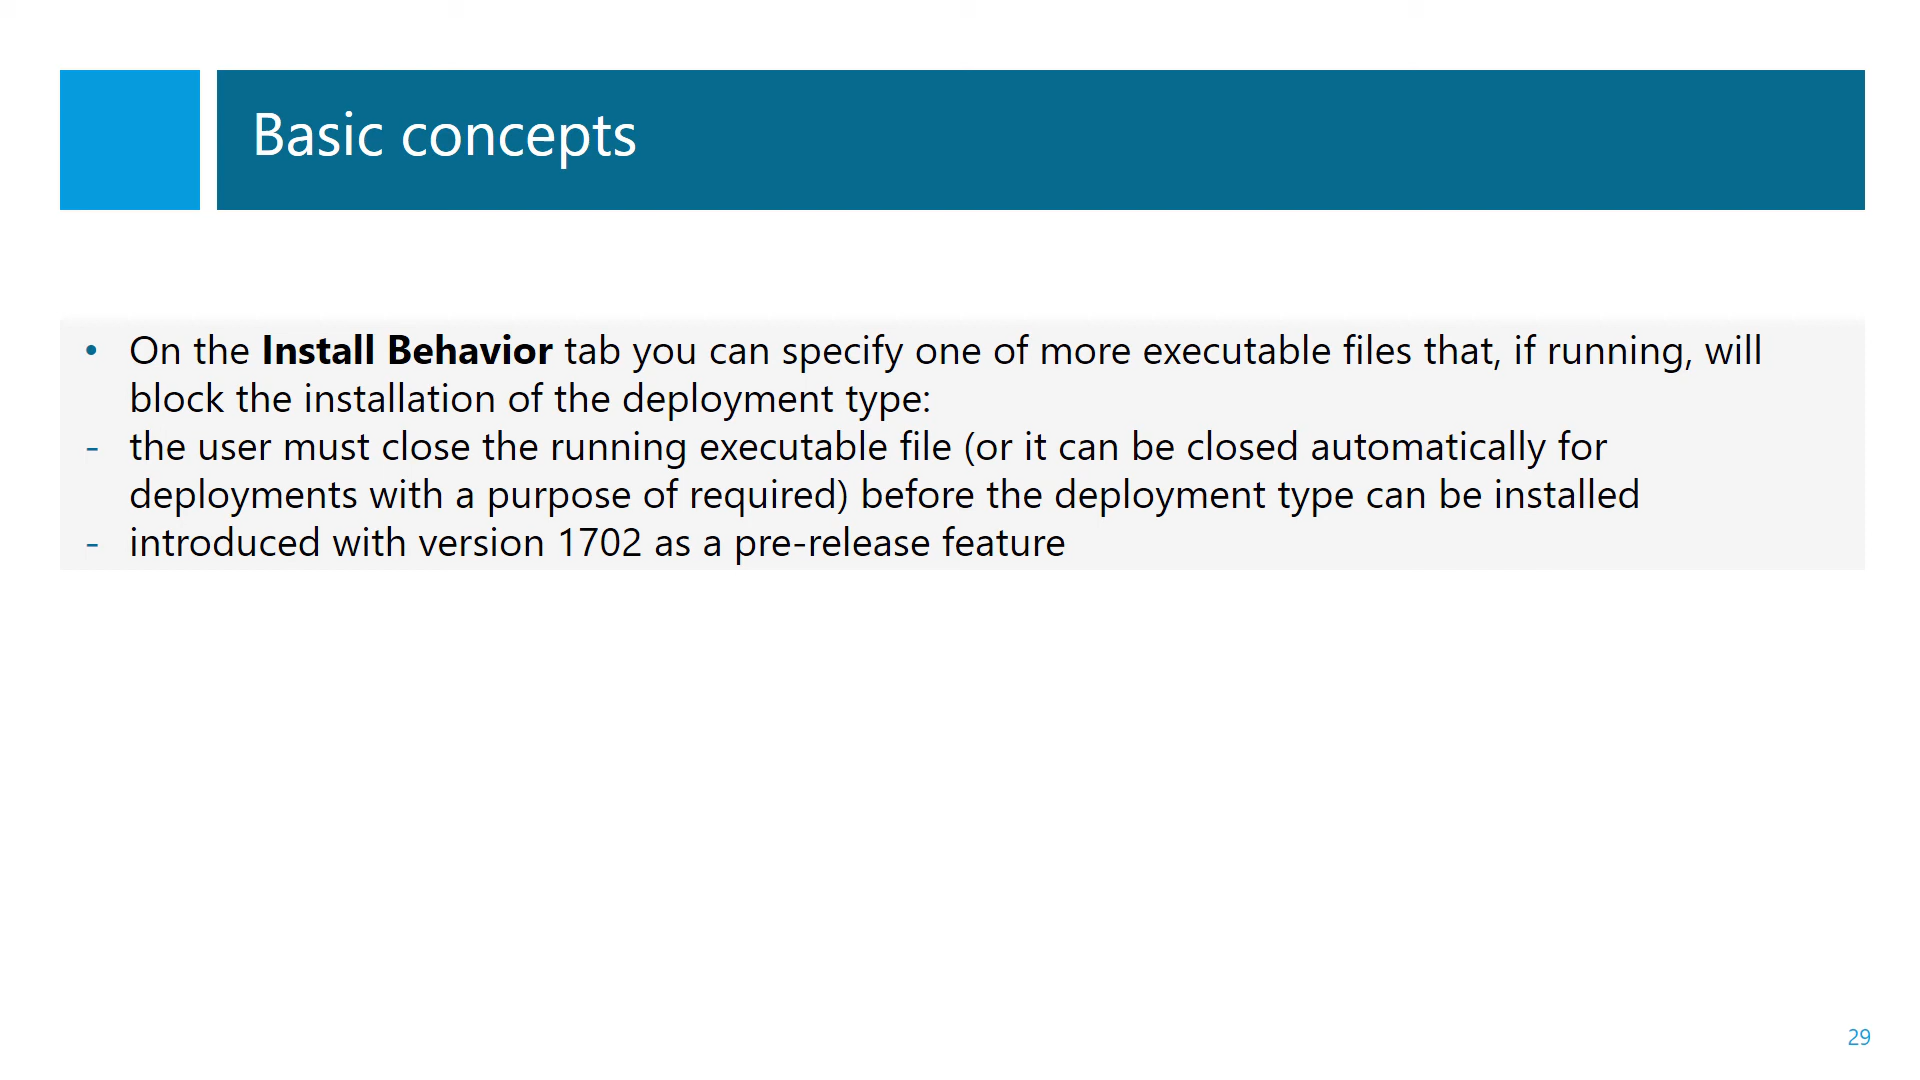 Basic concepts
• On the Install Behavior tab you can specify one of more executable files that, if running, will
block the installation of the deployment type:
- the user must close the running executable file (or it can be closed automatically for
deployments with a purpose of required) before the deployment type can be installed
- introduced with version 1702 as a pre-release feature
29